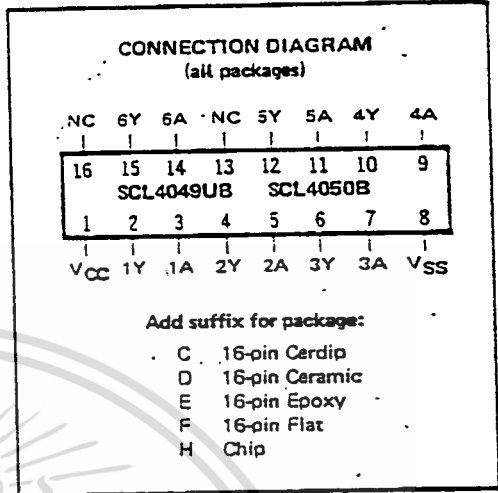 CONNECTION DIAGRAM
(all packages)
NC 6Y 6A NC 5Y 5A 4Y 4A
16 15 14 13 12 11 10 9
SCL4049UB SCL4050B
1 2 3 4 5 6 7 8
VCC 1Y 1A 2Y 2A 3Y 3A VSS
Add suffix for package:
C 16-pin Cerdip
D 16-pin Ceramic
E 16-pin Epoxy
F 16-pin Flat
H Chip